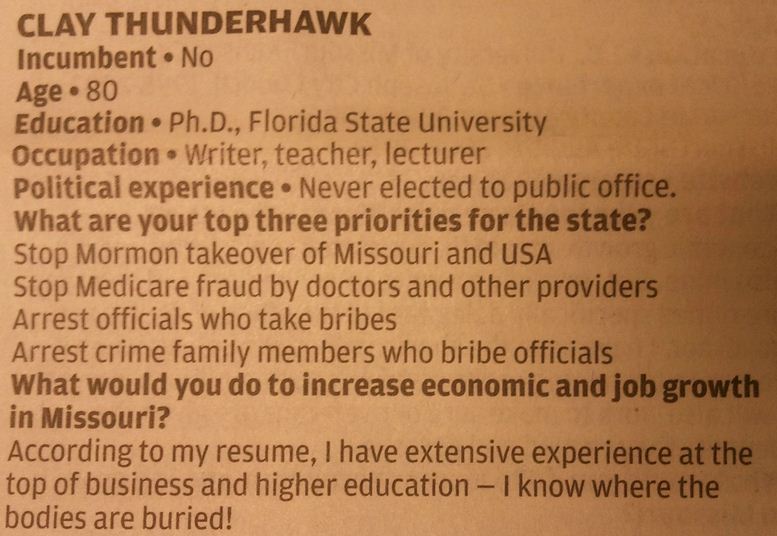 CLAY THUNDERHAWK
Incumbent • No
Age • 80
Education • Ph.D., Florida State University
Occupation • Writer, teacher, lecturer
Political experience • Never elected to public office.
What are your top three priorities for the state?
Stop Mormon takeover of Missouri and USA
Stop Medicare fraud by doctors and other providers
Arrest officials who take bribes
Arrest crime family members who bribe officials
What would you do to increase economic and job growth
in Missouri?
According to my resume, I have extensive experience at the
top of business and higher education – I know where the
bodies are buried!